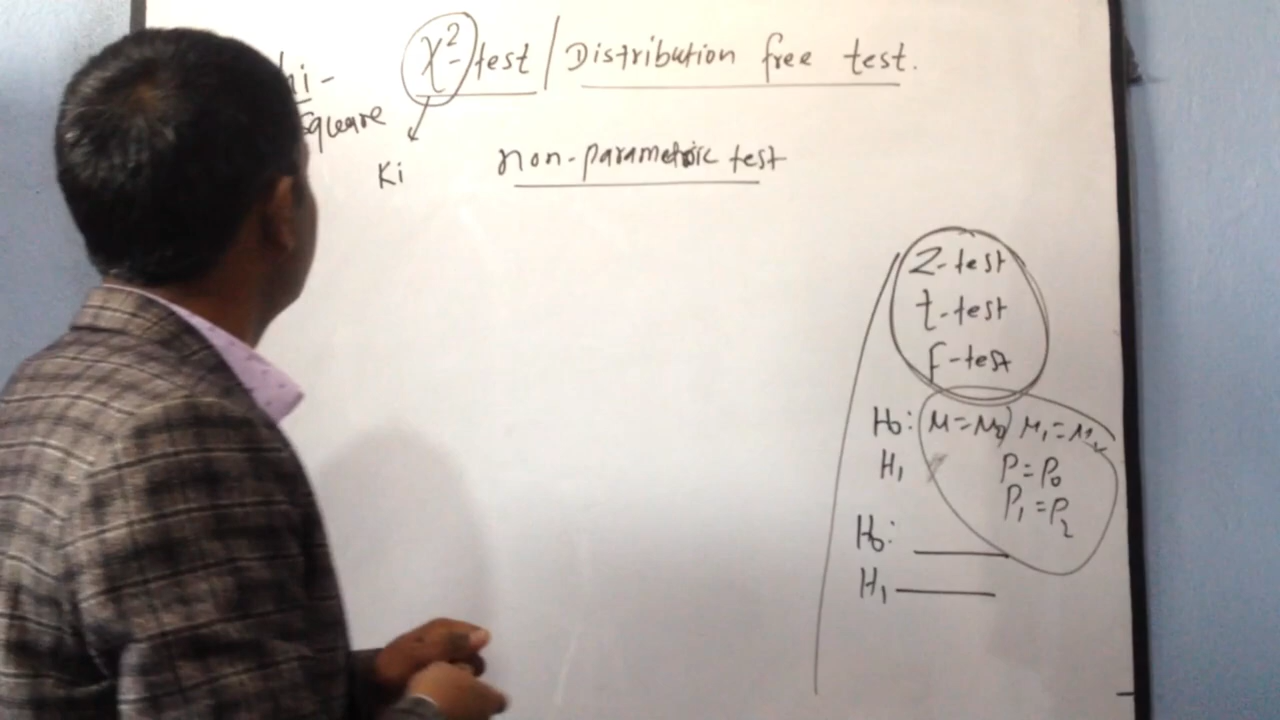 χ²-test / Distribution free test.
hi-
square
Ki
non-parametric test
Z-test
t-test
F-test
H₀: μ=μ₀ μ₁=μ₂
H₁ P=P₀
P₁=P₂
H₀:
H₁